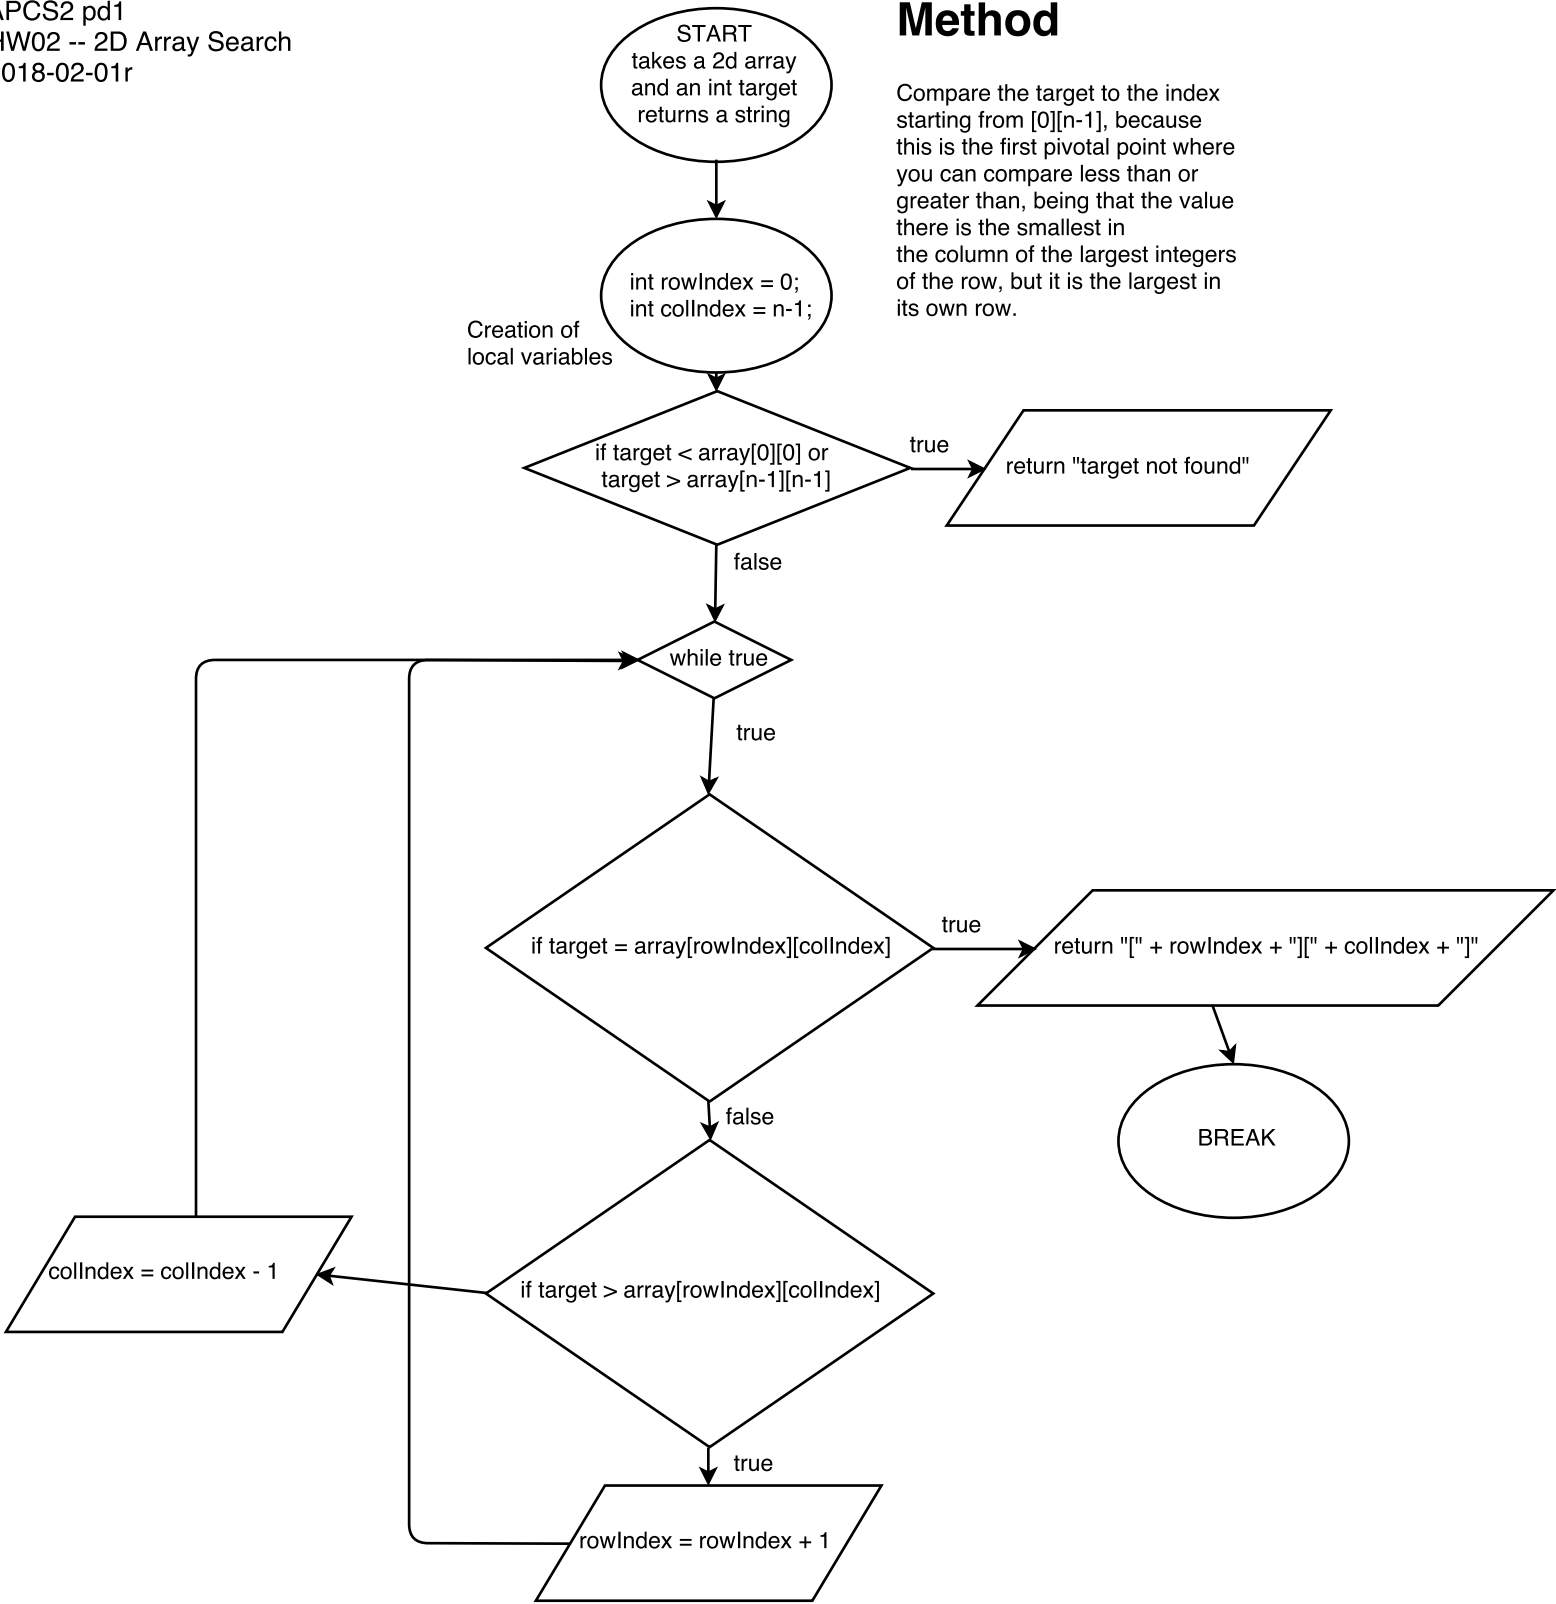 APCS2 pd1
HW02 -- 2D Array Search
2018-02-01r
START
takes a 2d array
and an int target
returns a string
Method
Compare the target to the index
starting from [0][n-1], because
this is the first pivotal point where
you can compare less than or
greater than, being that the value
there is the smallest in
the column of the largest integers
of the row, but it is the largest in
its own row.
int rowIndex = 0;
int colIndex = n-1;
Creation of
local variables
if target < array[0][0] or
target > array[n-1][n-1]
true
return "target not found"
false
while true
true
if target = array[rowIndex][colIndex]
true
return "[" + rowIndex + "][" + colIndex + "]"
false
BREAK
colIndex = colIndex - 1
if target > array[rowIndex][colIndex]
true
rowIndex = rowIndex + 1